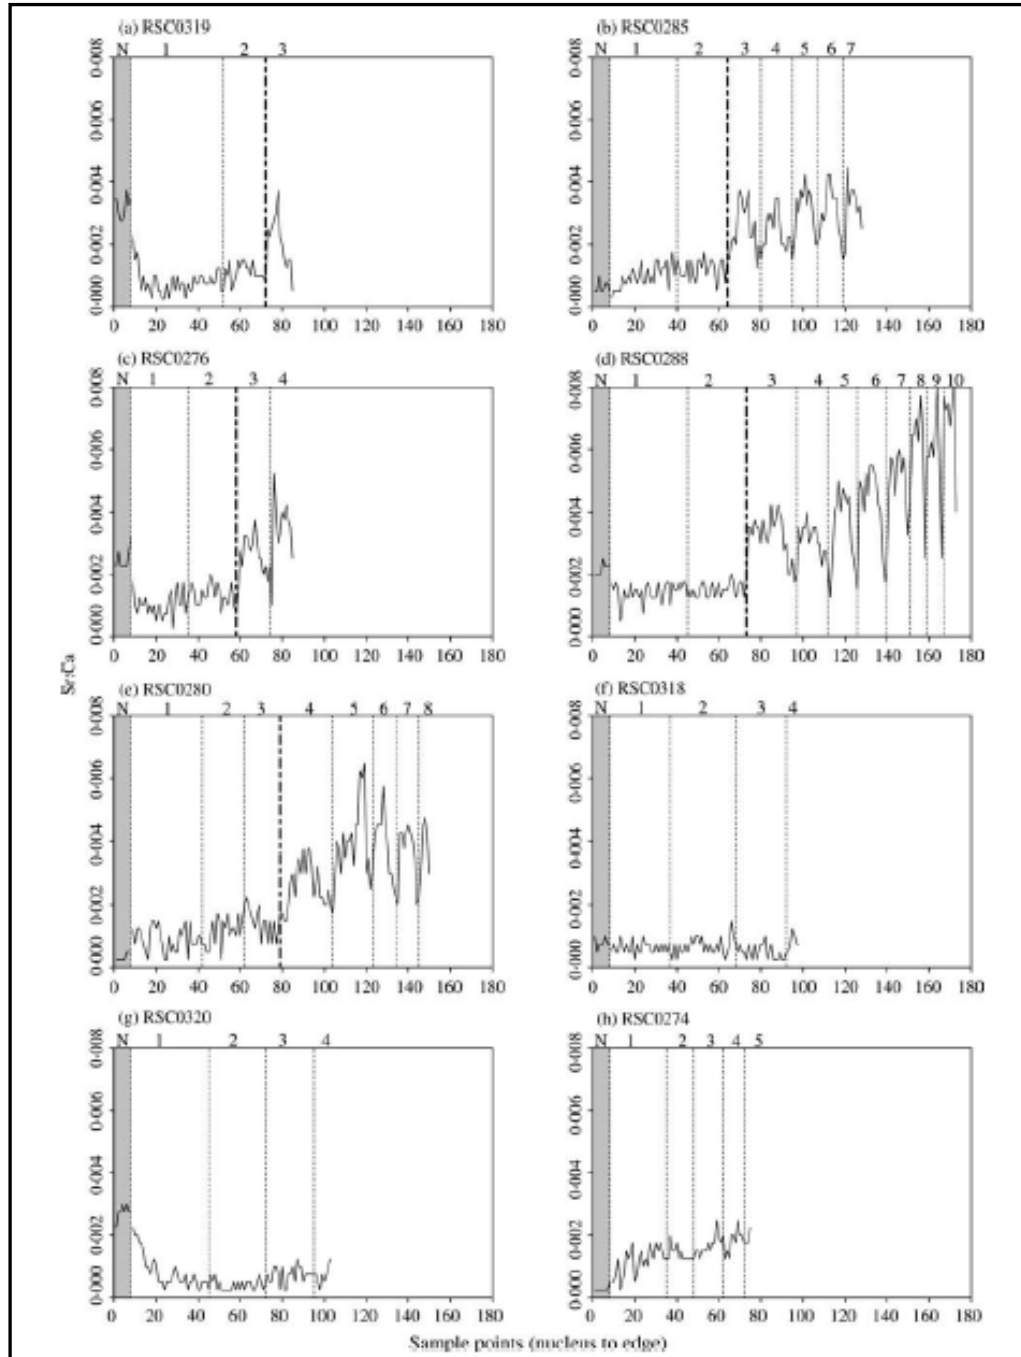 (a) RSC0319
N 1 2 3
0·008
0·006
0·004
0·002
0·000
0 20 40 60 80 100 120 140 160 180
(b) RSC0285
N 1 2 3 4 5 6 7
0·008
0·006
0·004
0·002
0·000
0 20 40 60 80 100 120 140 160 180
(c) RSC0276
N 1 2 3 4
0·008
0·006
0·004
0·002
0·000
0 20 40 60 80 100 120 140 160 180
(d) RSC0288
N 1 2 3 4 5 6 7 8 9 10
0·008
0·006
0·004
0·002
0·000
0 20 40 60 80 100 120 140 160 180
Sr:Ca
(e) RSC0280
N 1 2 3 4 5 6 7 8
0·008
0·006
0·004
0·002
0·000
0 20 40 60 80 100 120 140 160 180
(f) RSC0318
N 1 2 3 4
0·008
0·006
0·004
0·002
0·000
0 20 40 60 80 100 120 140 160 180
(g) RSC0320
N 1 2 3 4
0·008
0·006
0·004
0·002
0·000
0 20 40 60 80 100 120 140 160 180
(h) RSC0274
N 1 2 3 4 5
0·008
0·006
0·004
0·002
0·000
0 20 40 60 80 100 120 140 160 180
Sample points (nucleus to edge)